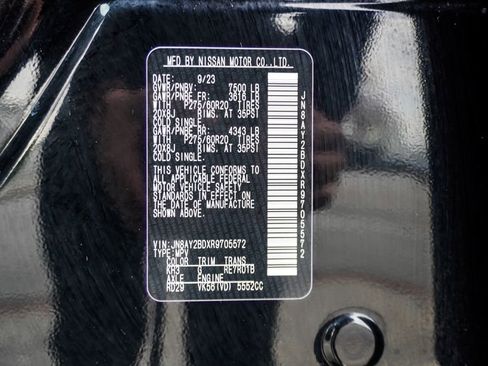 MFD BY NISSAN MOTOR CO.,LTD.
DATE: 9/23
GVWR/PNBV: 7500 LB
GAWR/PNBE FR: 3616 LB
WITH P275/60R20 TIRES
20X8J RIMS, AT 35PSI
COLD SINGLE.
GAWR/PNBE RR: 4343 LB
WITH P275/60R20 TIRES
20X8J RIMS, AT 35PSI
COLD SINGLE.
THIS VEHICLE CONFORMS TO
ALL APPLICABLE FEDERAL
MOTOR VEHICLE SAFETY
STANDARDS IN EFFECT ON
THE DATE OF MANUFACTURE
SHOWN ABOVE.
VIN: JN8AY2BDXR9705572
TYPE: MPV
COLOR TRIM TRANS
KR3 G RE7R01B
AXLE ENGINE
RD29 VK56(VD) 5552CC
JN8AY2BDXR9705572